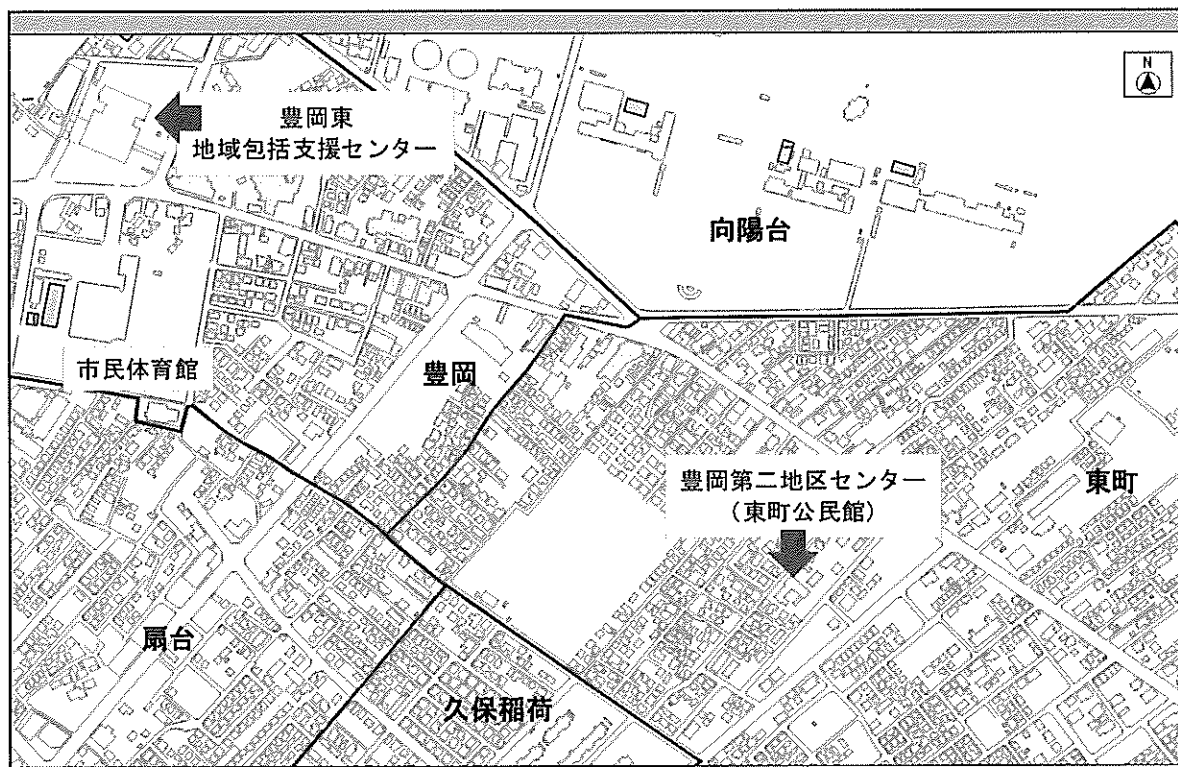 N
豊岡東
地域包括支援センター
向陽台
市民体育館
豊岡
豊岡第二地区センター
(東町公民館)
東町
扇台
久保稲荷